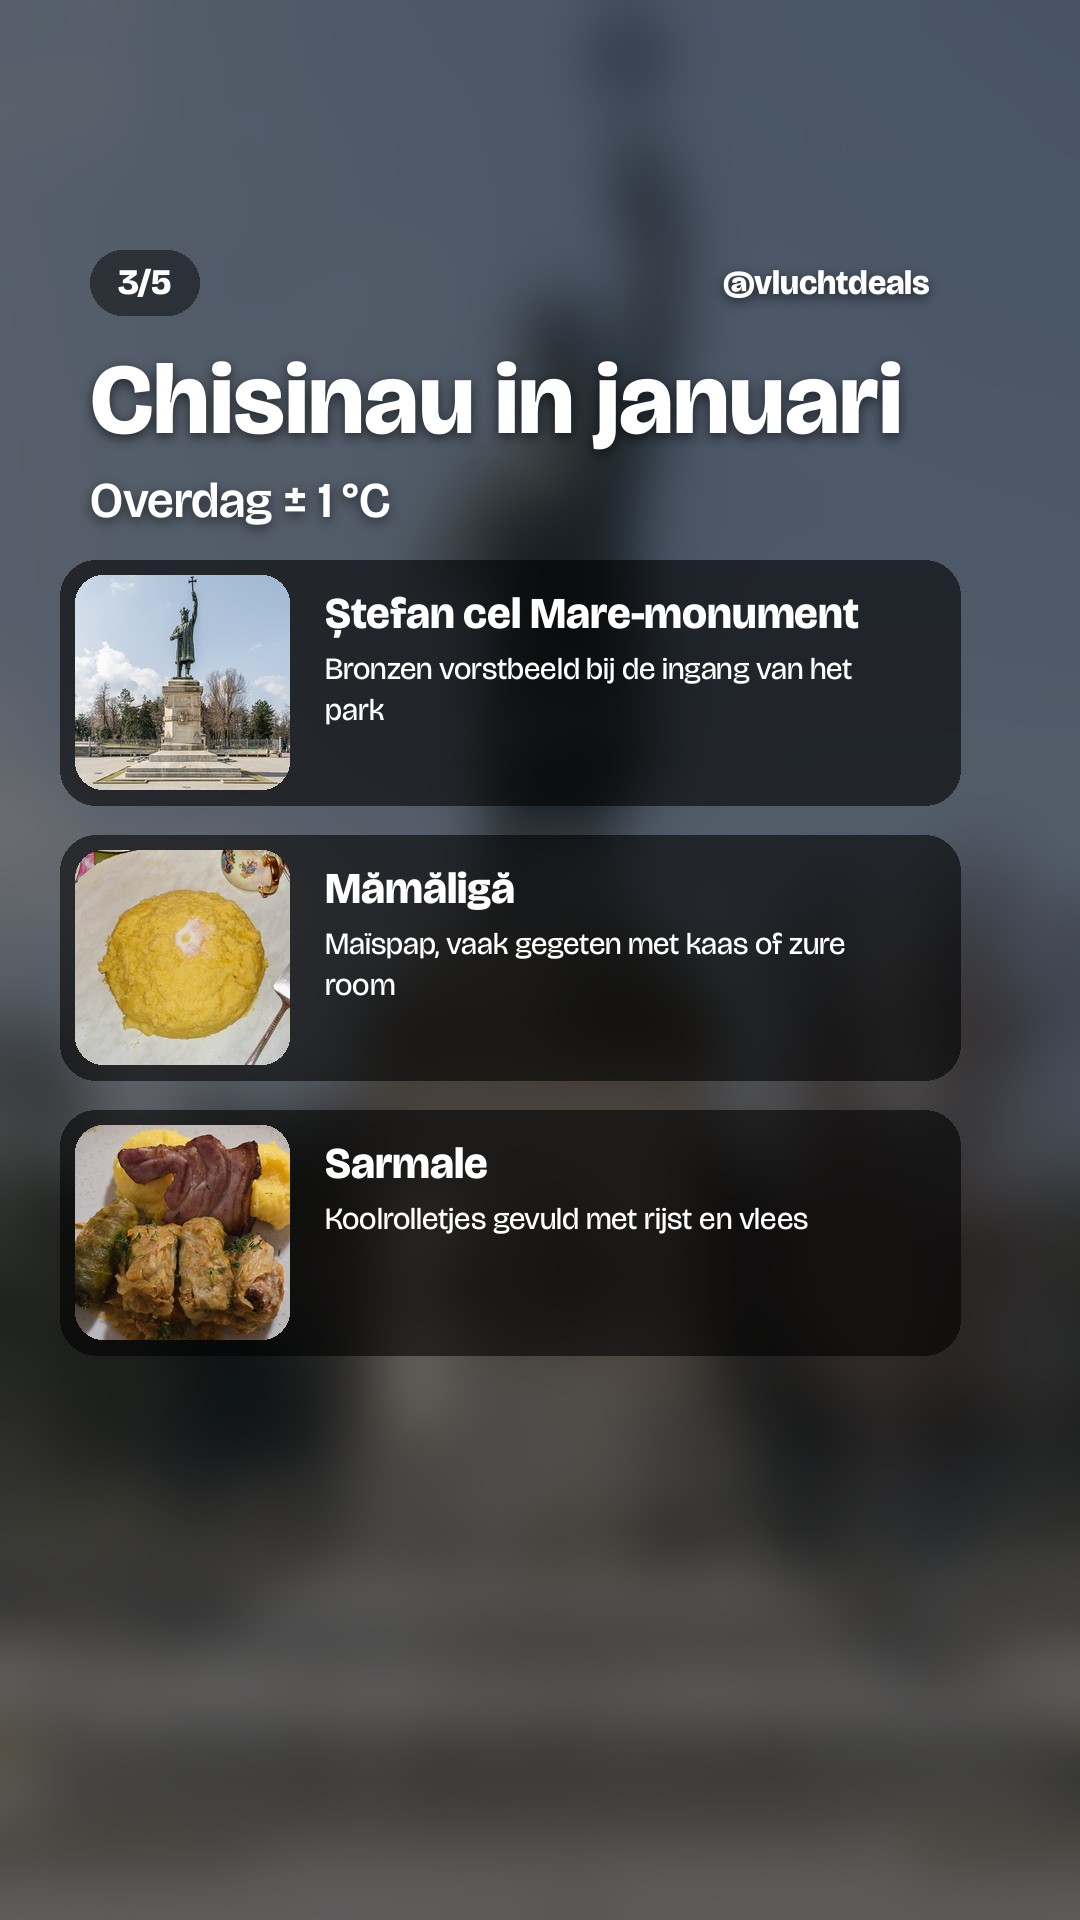 3/5
@vluchtdeals
Chisinau in januari
Overdag ± 1 °C
Ștefan cel Mare-monument
Bronzen vorstbeeld bij de ingang van het
park
Mămăligă
Maïspap, vaak gegeten met kaas of zure
room
Sarmale
Koolrolletjes gevuld met rijst en vlees